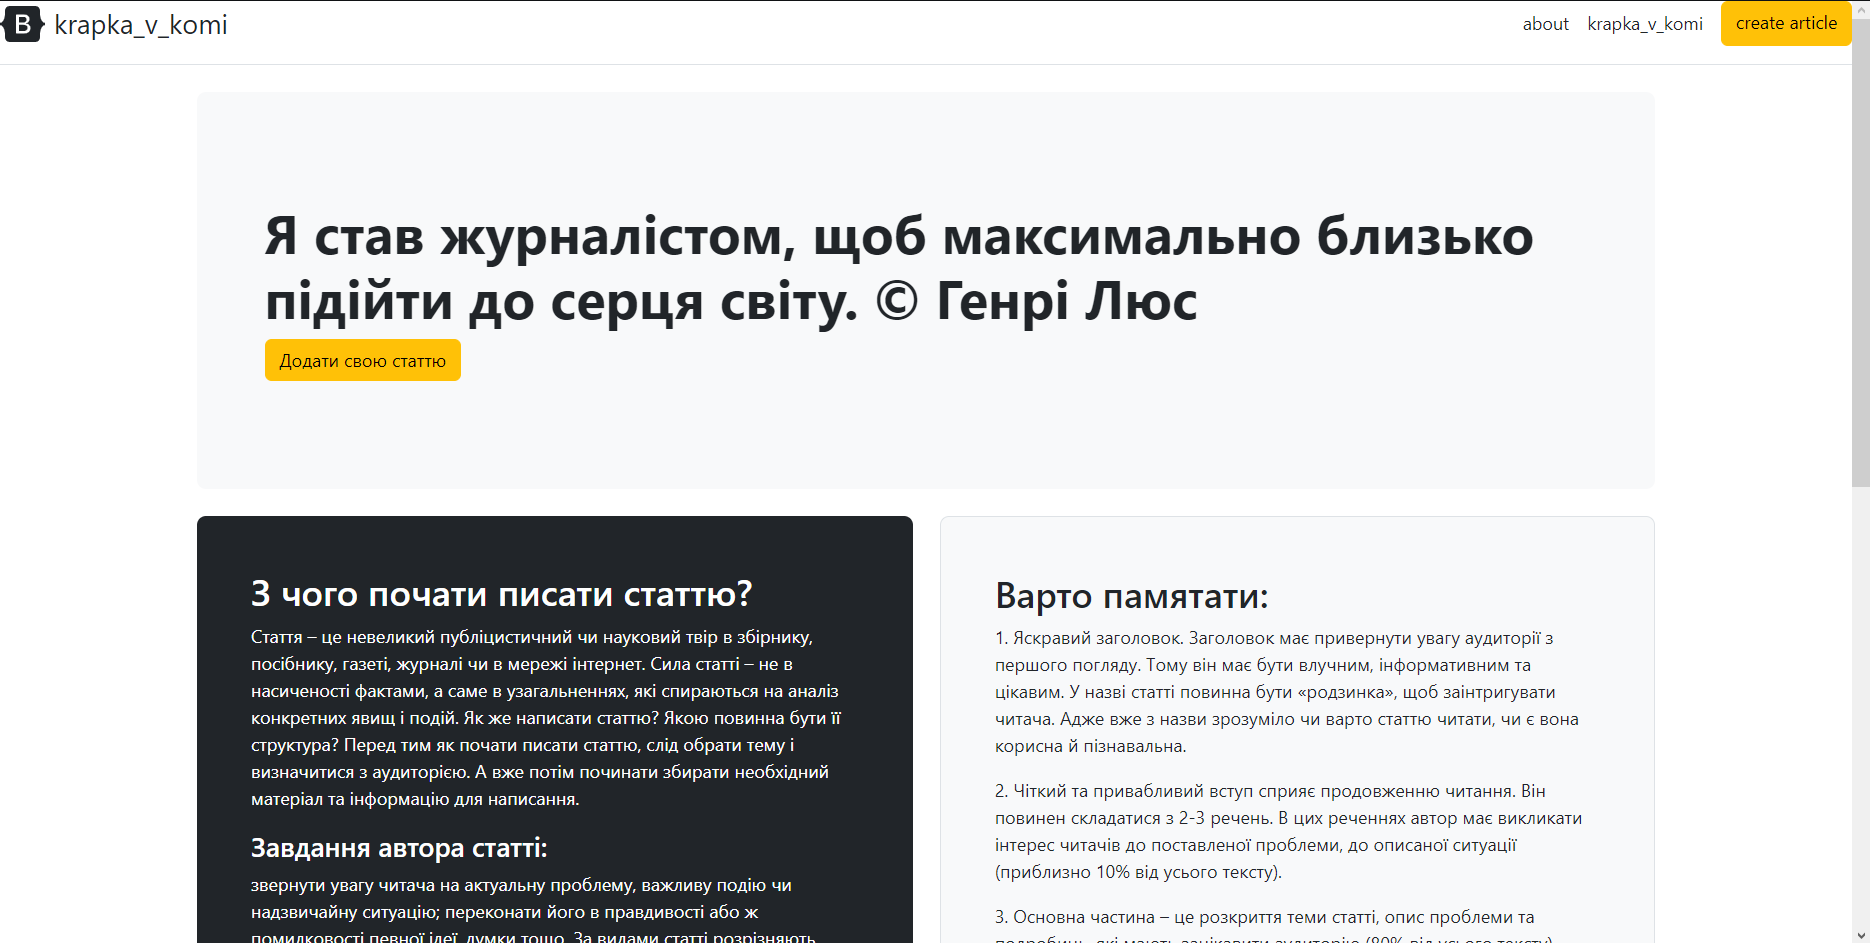 B krapka_v_komi
about krapka_v_komi create article
Я став журналістом, щоб максимально близько
підійти до серця світу. © Генрі Люс
Додати свою статтю
З чого почати писати статтю?
Стаття – це невеликий публіцистичний чи науковий твір в збірнику,
посібнику, газеті, журналі чи в мережі інтернет. Сила статті – не в
насиченості фактами, а саме в узагальненнях, які спираються на аналіз
конкретних явищ і подій. Як же написати статтю? Якою повинна бути її
структура? Перед тим як почати писати статтю, слід обрати тему і
визначитися з аудиторією. А вже потім починати збирати необхідний
матеріал та інформацію для написання.
Завдання автора статті:
звернути увагу читача на актуальну проблему, важливу подію чи
надзвичайну ситуацію; переконати його в правдивості або ж
помилковості певної ідеї, думки тощо. За видами статті розрізняють
Варто памятати:
1. Яскравий заголовок. Заголовок має привернути увагу аудиторії з
першого погляду. Тому він має бути влучним, інформативним та
цікавим. У назві статті повинна бути «родзинка», щоб заінтригувати
читача. Адже вже з назви зрозуміло чи варто статтю читати, чи є вона
корисна й пізнавальна.
2. Чіткий та привабливий вступ сприяє продовженню читання. Він
повинен складатися з 2-3 речень. В цих реченнях автор має викликати
інтерес читачів до поставленої проблеми, до описаної ситуації
(приблизно 10% від усього тексту).
3. Основна частина – це розкриття теми статті, опис проблеми та
подробиць, які мають зацікавити аудиторію (80% від усього тексту).